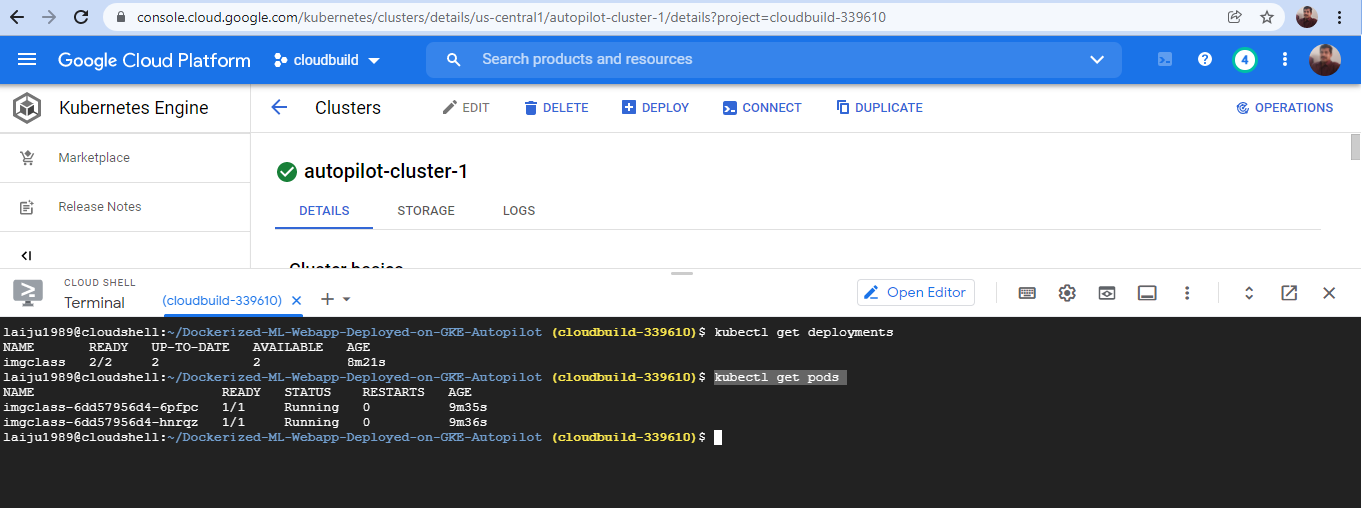 console.cloud.google.com/kubernetes/clusters/details/us-central1/autopilot-cluster-1/details?project=cloudbuild-339610
Google Cloud Platform cloudbuild Search products and resources 4
Kubernetes Engine Clusters EDIT DELETE DEPLOY CONNECT DUPLICATE OPERATIONS
Marketplace
autopilot-cluster-1
Release Notes
DETAILS STORAGE LOGS
Cluster basics
CLOUD SHELL
Terminal (cloudbuild-339610) Open Editor
laiju1989@cloudshell:~/Dockerized-ML-Webapp-Deployed-on-GKE-Autopilot (cloudbuild-339610)$ kubectl get deployments
NAME READY UP-TO-DATE AVAILABLE AGE
imgclass 2/2 2 2 8m21s
laiju1989@cloudshell:~/Dockerized-ML-Webapp-Deployed-on-GKE-Autopilot (cloudbuild-339610)$ kubectl get pods
NAME READY STATUS RESTARTS AGE
imgclass-6dd57956d4-6pfpc 1/1 Running 0 9m35s
imgclass-6dd57956d4-hnrqz 1/1 Running 0 9m36s
laiju1989@cloudshell:~/Dockerized-ML-Webapp-Deployed-on-GKE-Autopilot (cloudbuild-339610)$